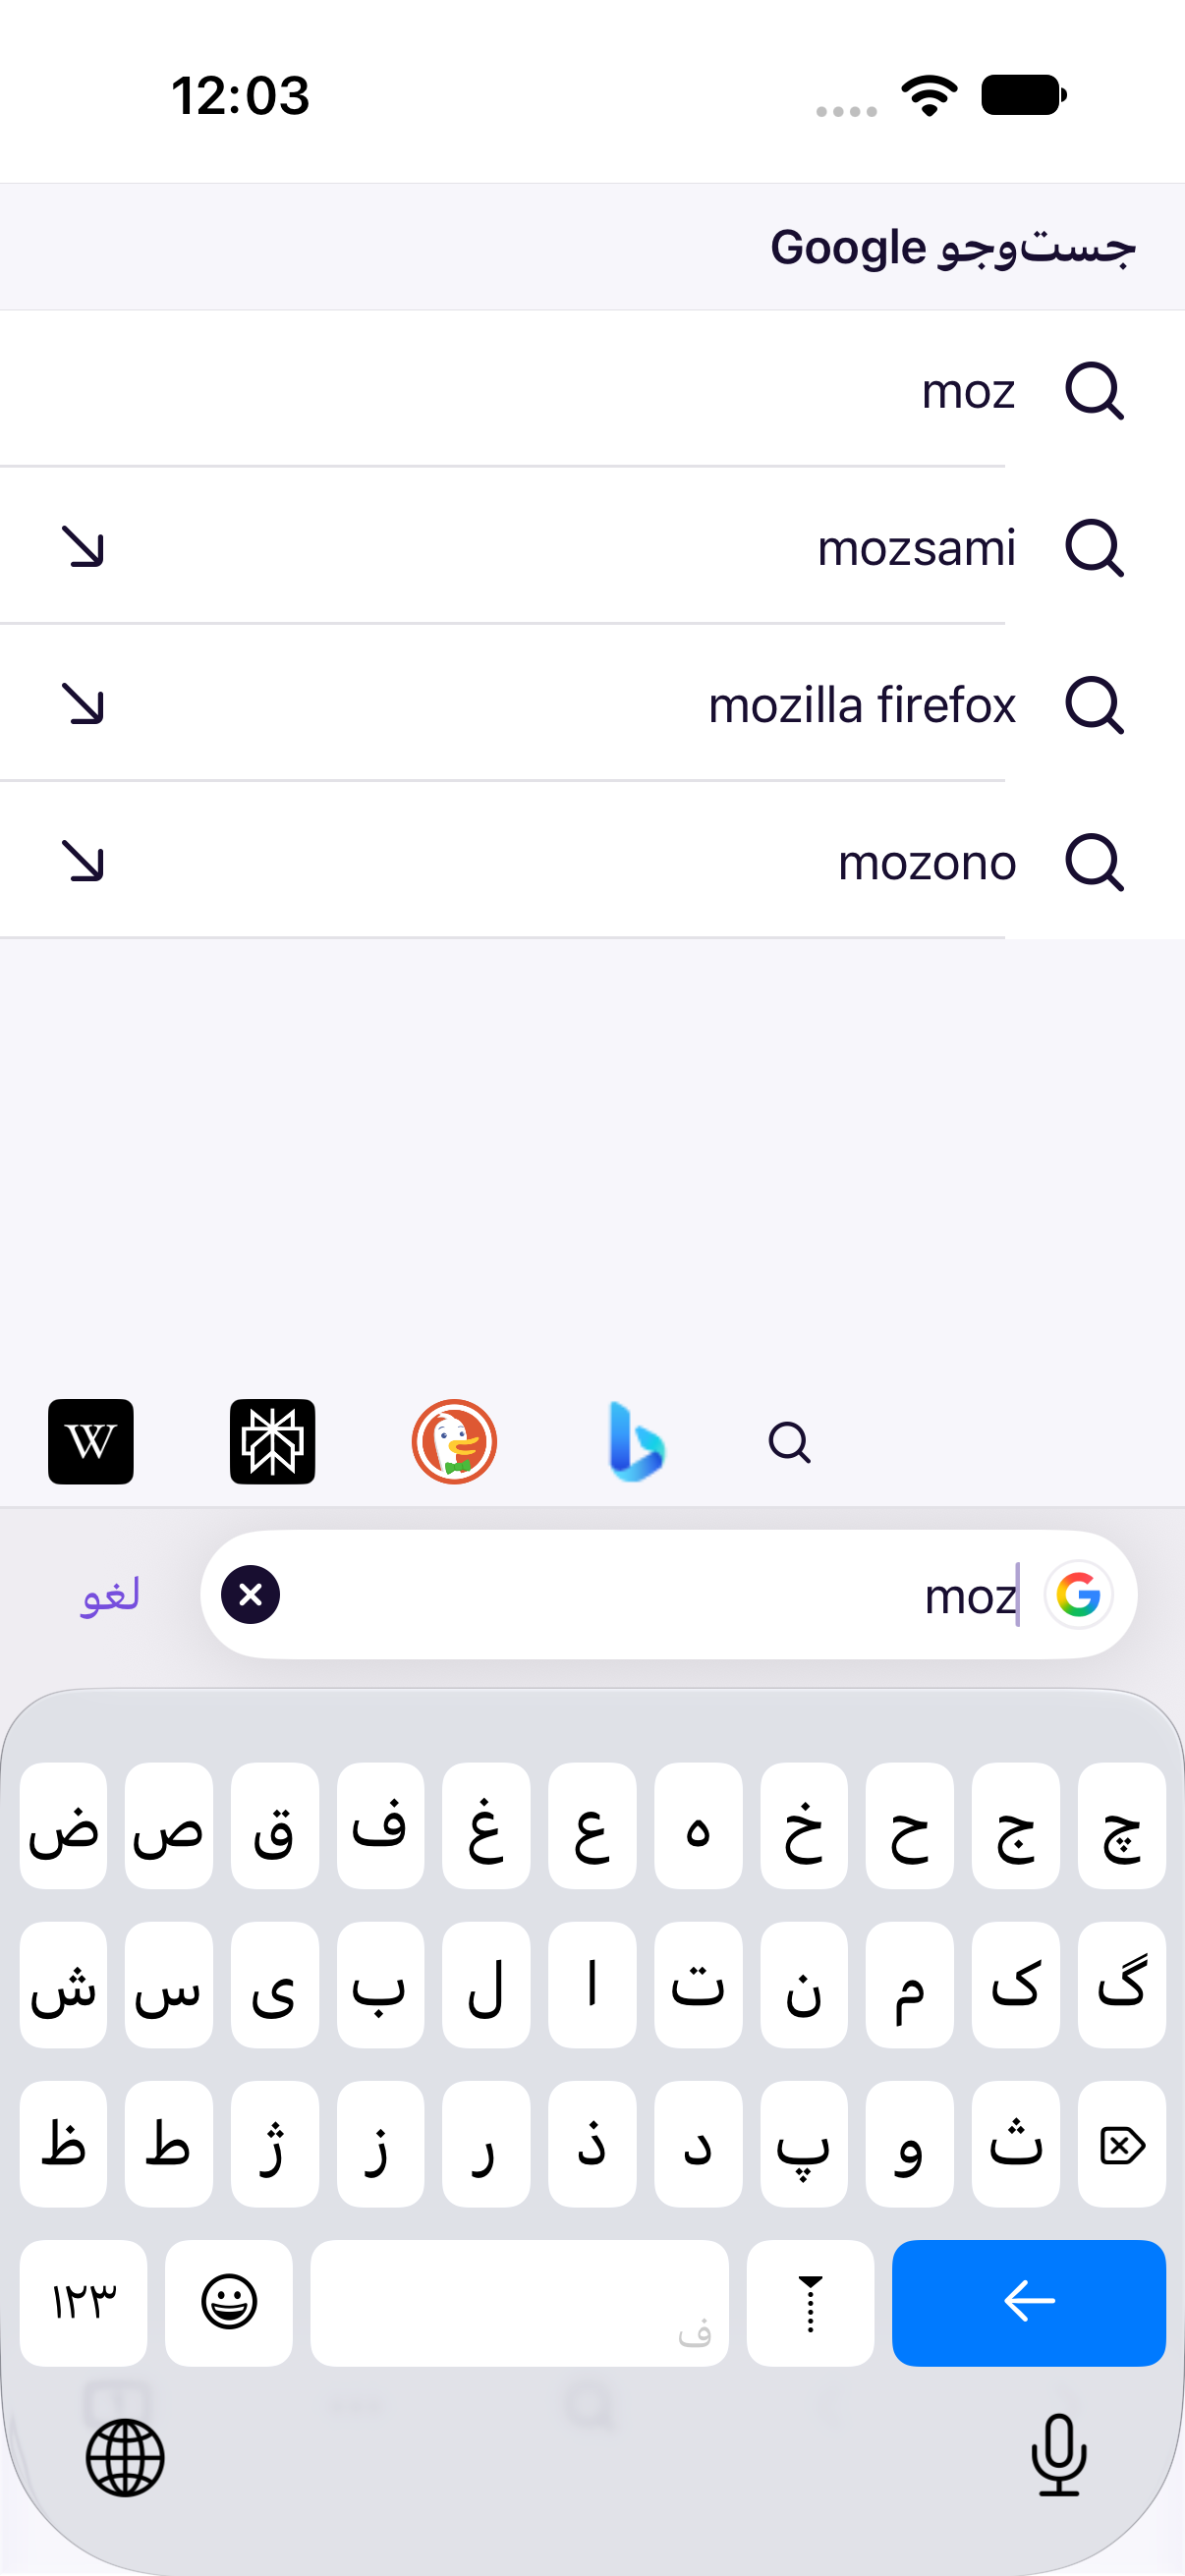 12:03
جست‌وجو Google
moz
mozsami
mozilla firefox
mozono
W
moz
لغو
ض ص ق ف غ ع ه خ ح ج چ
ش س ی ب ل ا ت ن م ک گ
ظ ط ژ ز ر ذ د پ و ث
۱۲۳
ف